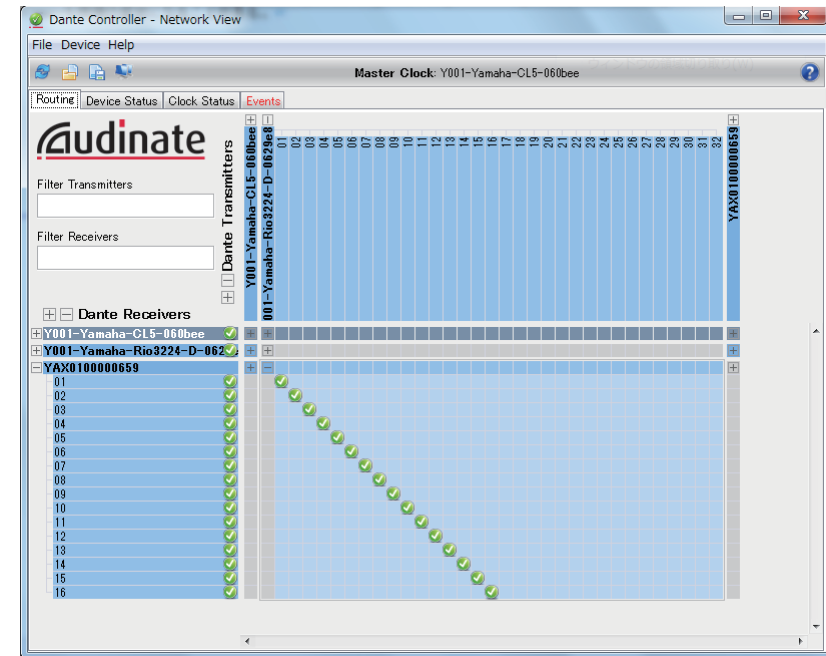 Dante Controller - Network View
File Device Help
Master Clock: Y001-Yamaha-CL5-060bee
Routing Device Status Clock Status Events
Audinate
Filter Transmitters
Filter Receivers
Dante Transmitters
Y001-Yamaha-CL5-060bee
001-Yamaha-Rio3224-D-0629e8
01 02 03 04 05 06 07 08 09 10 11 12 13 14 15 16 17 18 19 20 21 22 23 24 25 26 27 28 29 30 31 32
YAX0100000659
Dante Receivers
Y001-Yamaha-CL5-060bee
Y001-Yamaha-Rio3224-D-062
YAX0100000659
01
02
03
04
05
06
07
08
09
10
11
12
13
14
15
16